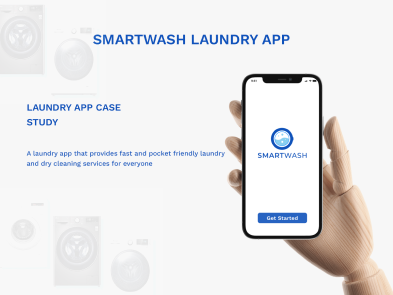 SMARTWASH LAUNDRY APP
LAUNDRY APP CASE
STUDY
A laundry app that provides fast and pocket friendly laundry
and dry cleaning services for everyone
SMARTWASH
Get Started